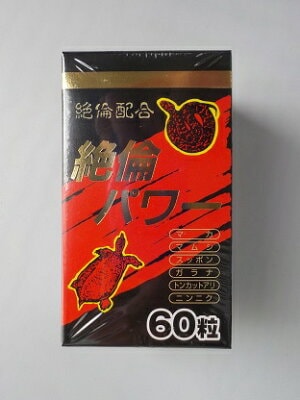 絶倫配合
絶倫
パワー
マカ
マムシ
スッポン
ガラナ
トンカットアリ
ニンニク
60粒